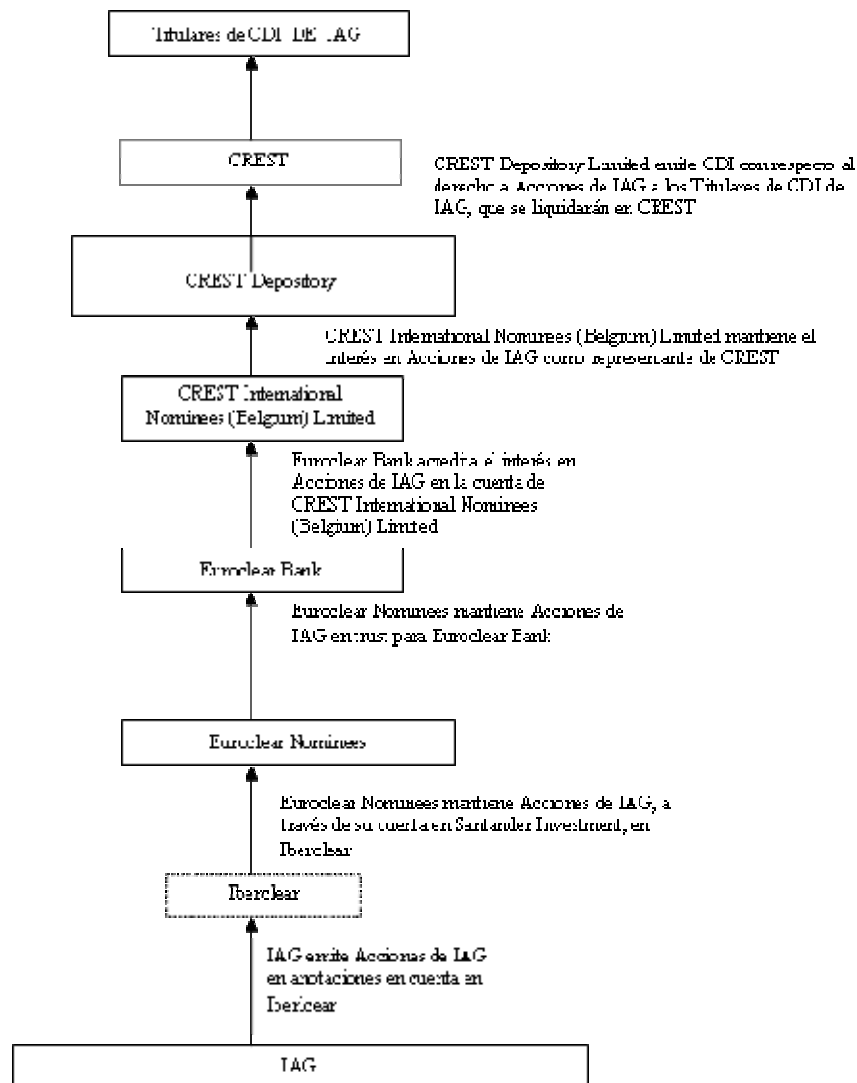 Titulares de CDI DE IAG
CREST
CREST Depository Limited emite CDI con respecto al
derecho a Acciones de IAG a los Titulares de CDI de
IAG, que se liquidarán en CREST
CREST Depository
CREST International Nominees (Belgium) Limited mantiene el
interés en Acciones de IAG como representante de CREST
CREST International
Nominees (Belgium) Limited
Euroclear Bank acredita el interés en
Acciones de IAG en la cuenta de
CREST International Nominees
(Belgium) Limited
Euroclear Bank
Euroclear Nominees mantiene Acciones de
IAG en trust para Euroclear Bank
Euroclear Nominees
Euroclear Nominees mantiene Acciones de IAG, a
través de su cuenta en Santander Investment, en
Iberclear
Iberclear
IAG emite Acciones de IAG
en anotaciones en cuenta en
Ibericear
IAG